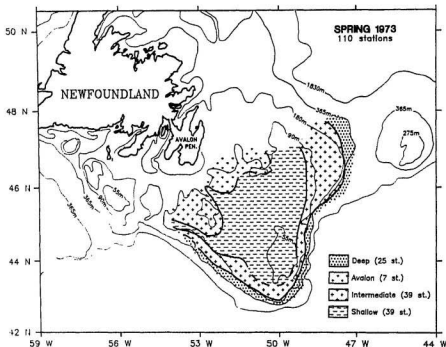 50 N
SPRING 1973
110 stations
NEWFOUNDLAND
1830m
365m
180m
365m
48 N
90m
275m
AVALON
PEN.
46 N
55m
90m
365m
365m
55m
44 N
Deep (25 st.)
Avalon (7 st.)
Intermediate (39 st.)
Shallow (39 st.)
42 N
59 W
56 W
53 W
50 W
47 W
44 W